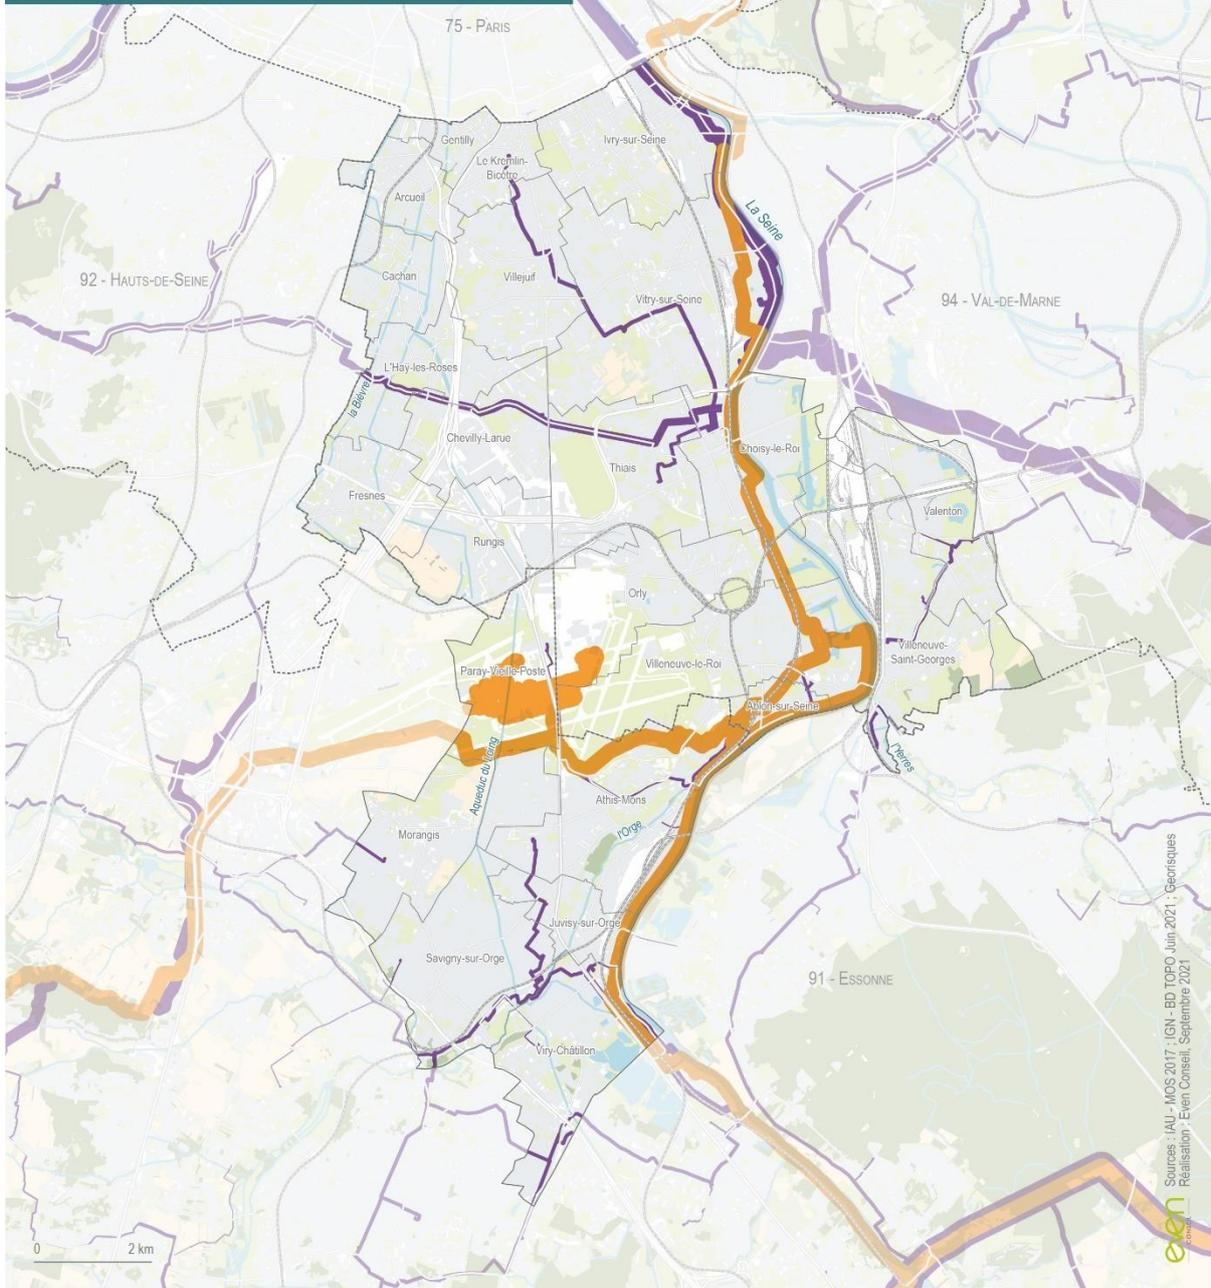 75 - PARIS
Gentilly
Ivry-sur-Seine
Le Kremlin-
Bicêtre
Arcueil
La Seine
92 - HAUTS-DE-SEINE
Cachan
Villejuif
Vitry-sur-Seine
94 - VAL-DE-MARNE
L'Haÿ-les-Roses
la Bièvre
Chevilly-Larue
Choisy-le-Roi
Thiais
Fresnes
Valenton
Rungis
Orly
Villeneuve-
Saint-Georges
Paray-Vieille-Poste
Villeneuve-le-Roi
Ablon-sur-Seine
l'Yerres
Aqueduc du Loing
Athis-Mons
l'Orge
Morangis
Juvisy-sur-Orge
Savigny-sur-Orge
91 - ESSONNE
Viry-Châtillon
0 2 km
Sources : IAU - MOS 2017 ; IGN - BD TOPO Juin 2021 ; Georisques
Réalisation : Even Conseil, Septembre 2021
even
CONSEIL